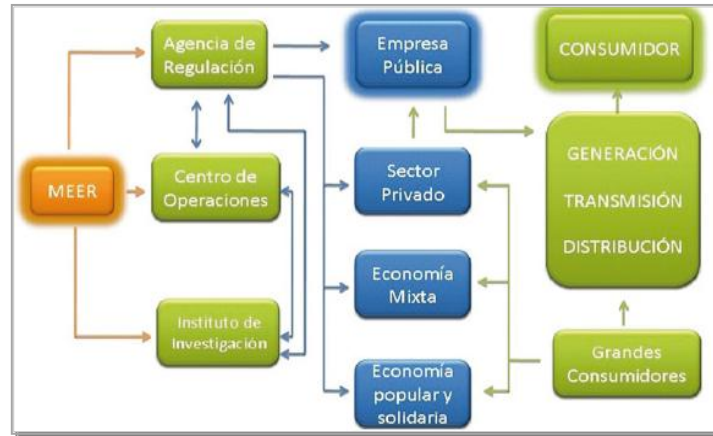 Agencia de
Regulación
Empresa
Pública
CONSUMIDOR
MEER
Centro de
Operaciones
Sector
Privado
GENERACIÓN
TRANSMISIÓN
DISTRIBUCIÓN
Economía
Mixta
Instituto de
Investigación
Economía
popular y
solidaria
Grandes
Consumidores